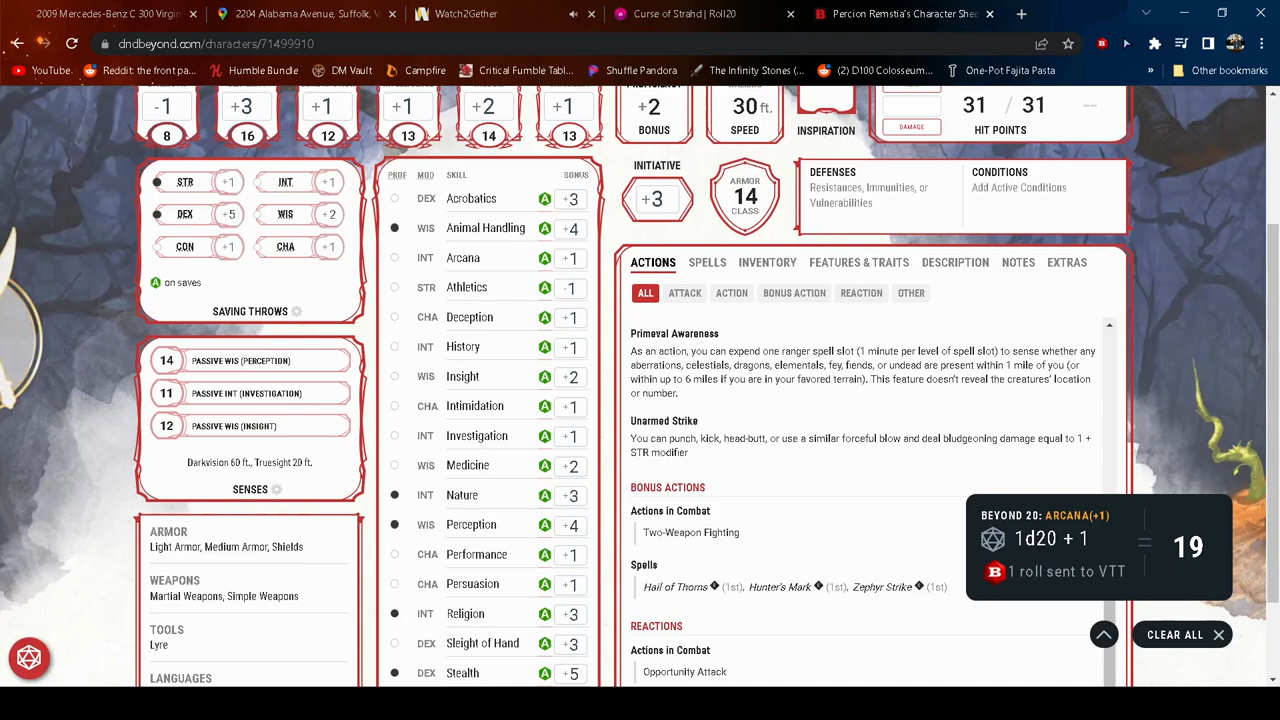 2009 Mercedes-Benz C 300 Virgin
2204 Alabama Avenue, Suffolk, V
Watch2Gether
Curse of Strahd | Roll20
Percion Remstia's Character She
dndbeyond.com/characters/71499910
YouTube
Reddit: the front pa...
Humble Bundle
DM Vault
Campfire
Critical Fumble Tabl...
Shuffle Pandora
The Infinity Stones (...
(2) D100 Colosseum...
One-Pot Fajita Pasta
»
Other bookmarks
-1 +3 +1 +1 +2 +1
8 16 12 13 14 13
PROFICIENCY
+2
BONUS
30 ft.
SPEED
INSPIRATION
DAMAGE
31 / 31 --
HIT POINTS
STR +1 INT +1
DEX +5 WIS +2
CON +1 CHA +1
A on saves
SAVING THROWS
14 PASSIVE WIS (PERCEPTION)
11 PASSIVE INT (INVESTIGATION)
12 PASSIVE WIS (INSIGHT)
Darkvision 60 ft., Truesight 20 ft.
SENSES
ARMOR
Light Armor, Medium Armor, Shields
WEAPONS
Martial Weapons, Simple Weapons
TOOLS
Lyre
LANGUAGES
PROF MOD SKILL BONUS
DEX Acrobatics A +3
WIS Animal Handling A +4
INT Arcana A +1
STR Athletics A -1
CHA Deception A +1
INT History A +1
WIS Insight A +2
CHA Intimidation A +1
INT Investigation A +1
WIS Medicine A +2
INT Nature A +3
WIS Perception A +4
CHA Performance A +1
CHA Persuasion A +1
INT Religion A +3
DEX Sleight of Hand A +3
DEX Stealth A +5
INITIATIVE
+3
ARMOR
14
CLASS
DEFENSES
Resistances, Immunities, or
Vulnerabilities
CONDITIONS
Add Active Conditions
ACTIONS SPELLS INVENTORY FEATURES & TRAITS DESCRIPTION NOTES EXTRAS
ALL ATTACK ACTION BONUS ACTION REACTION OTHER
Primeval Awareness
As an action, you can expend one ranger spell slot (1 minute per level of spell slot) to sense whether any
aberrations, celestials, dragons, elementals, fey, fiends, or undead are present within 1 mile of you (or
within up to 6 miles if you are in your favored terrain). This feature doesn't reveal the creatures' location
or number.
Unarmed Strike
You can punch, kick, head-butt, or use a similar forceful blow and deal bludgeoning damage equal to 1 +
STR modifier
BONUS ACTIONS
Actions in Combat
Two-Weapon Fighting
Spells
Hail of Thorns (1st), Hunter's Mark (1st), Zephyr Strike (1st)
REACTIONS
Actions in Combat
Opportunity Attack
BEYOND 20: ARCANA(+1)
1d20 + 1 = 19
B 1 roll sent to VTT
CLEAR ALL